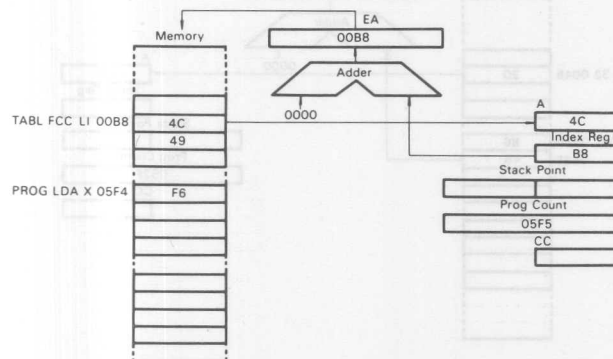 EA
Memory
00B8
Adder
0000
A
TABL FCC LI 00B8
4C
4C
49
Index Reg
B8
Stack Point
PROG LDA X 05F4
F6
Prog Count
05F5
CC